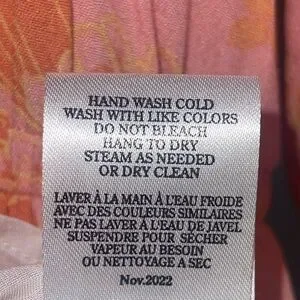 HAND WASH COLD
WASH WITH LIKE COLORS
DO NOT BLEACH
HANG TO DRY
STEAM AS NEEDED
OR DRY CLEAN
LAVER À LA MAIN À L'EAU FROIDE
AVEC DES COULEURS SIMILAIRES
NE PAS LAVER À L'EAU DE JAVEL
SUSPENDRE POUR SÉCHER
VAPEUR AU BESOIN
OU NETTOYAGE A SEC
Nov.2022